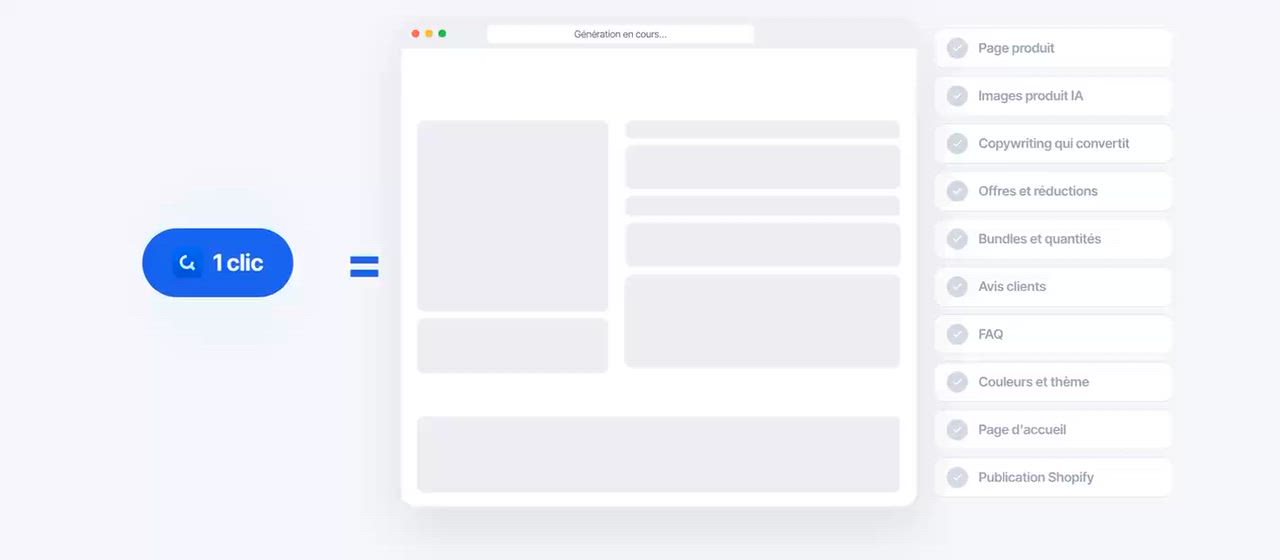 Génération en cours...
1 clic
=
Page produit
Images produit IA
Copywriting qui convertit
Offres et réductions
Bundles et quantités
Avis clients
FAQ
Couleurs et thème
Page d'accueil
Publication Shopify